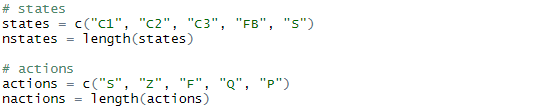 # states
states = c("C1", "C2", "C3", "FB", "S")
nstates = length(states)
# actions
actions = c("S", "Z", "F", "Q", "P")
nactions = length(actions)